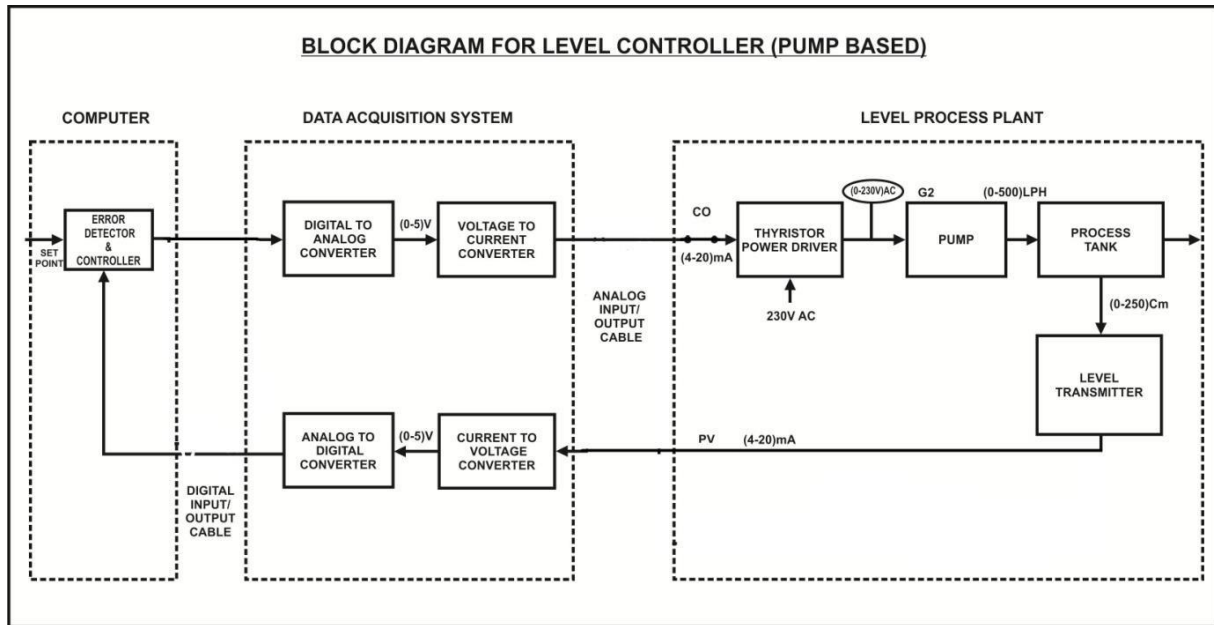 BLOCK DIAGRAM FOR LEVEL CONTROLLER (PUMP BASED)
COMPUTER
DATA ACQUISITION SYSTEM
LEVEL PROCESS PLANT
SET
POINT
ERROR
DETECTOR
&
CONTROLLER
DIGITAL TO
ANALOG
CONVERTER
(0-5)V
VOLTAGE TO
CURRENT
CONVERTER
CO
(4-20)mA
ANALOG
INPUT/
OUTPUT
CABLE
THYRISTOR
POWER DRIVER
230V AC
(0-230V)AC
G2
PUMP
(0-500)LPH
PROCESS
TANK
(0-250)Cm
LEVEL
TRANSMITTER
PV
(4-20)mA
CURRENT TO
VOLTAGE
CONVERTER
(0-5)V
ANALOG TO
DIGITAL
CONVERTER
DIGITAL
INPUT/
OUTPUT
CABLE